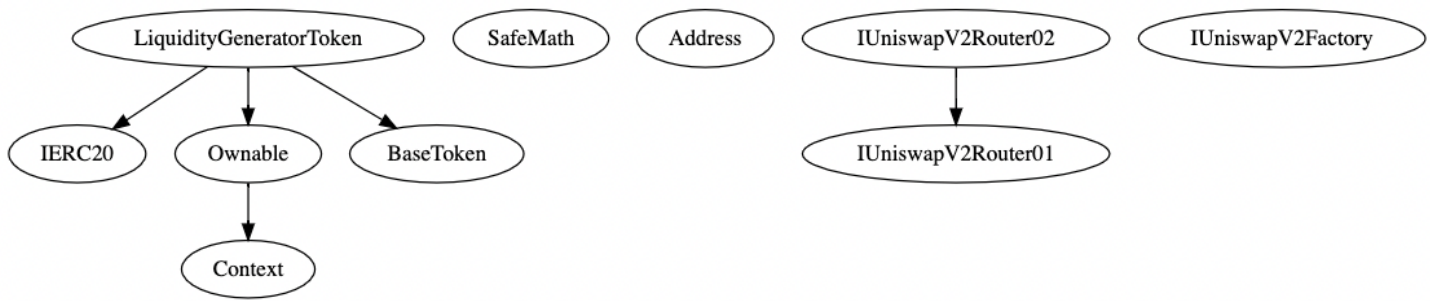 LiquidityGeneratorToken
SafeMath
Address
IUniswapV2Router02
IUniswapV2Factory
IERC20
Ownable
BaseToken
IUniswapV2Router01
Context